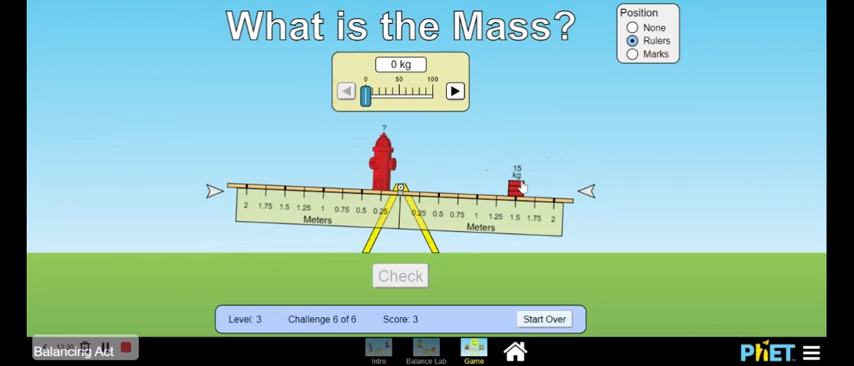 What is the Mass?
Position
None
Rulers
Marks
0 kg
0 50 100
?
15
kg
2 1.75 1.5 1.25 1 0.75 0.5 0.25 0.25 0.5 0.75 1 1.25 1.5 1.75 2
Meters Meters
Check
Level: 3 Challenge 6 of 6 Score: 3 Start Over
Balancing Act
Intro Balance Lab Game
PhET